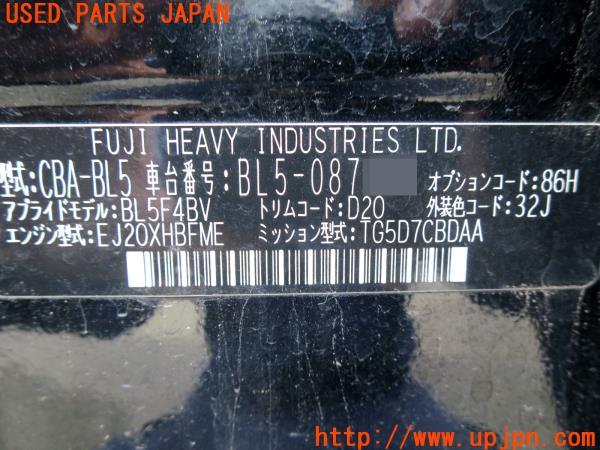 USED PARTS JAPAN
FUJI HEAVY INDUSTRIES LTD.
型式:CBA-BL5 車台番号:BL5-087 オプションコード:86H
アプライドモデル:BL5F4BV トリムコード:D20 外装色コード:32J
エンジン型式:EJ20XHBFME ミッション型式:TG5D7CBDAA
http://www.upjpn.com/